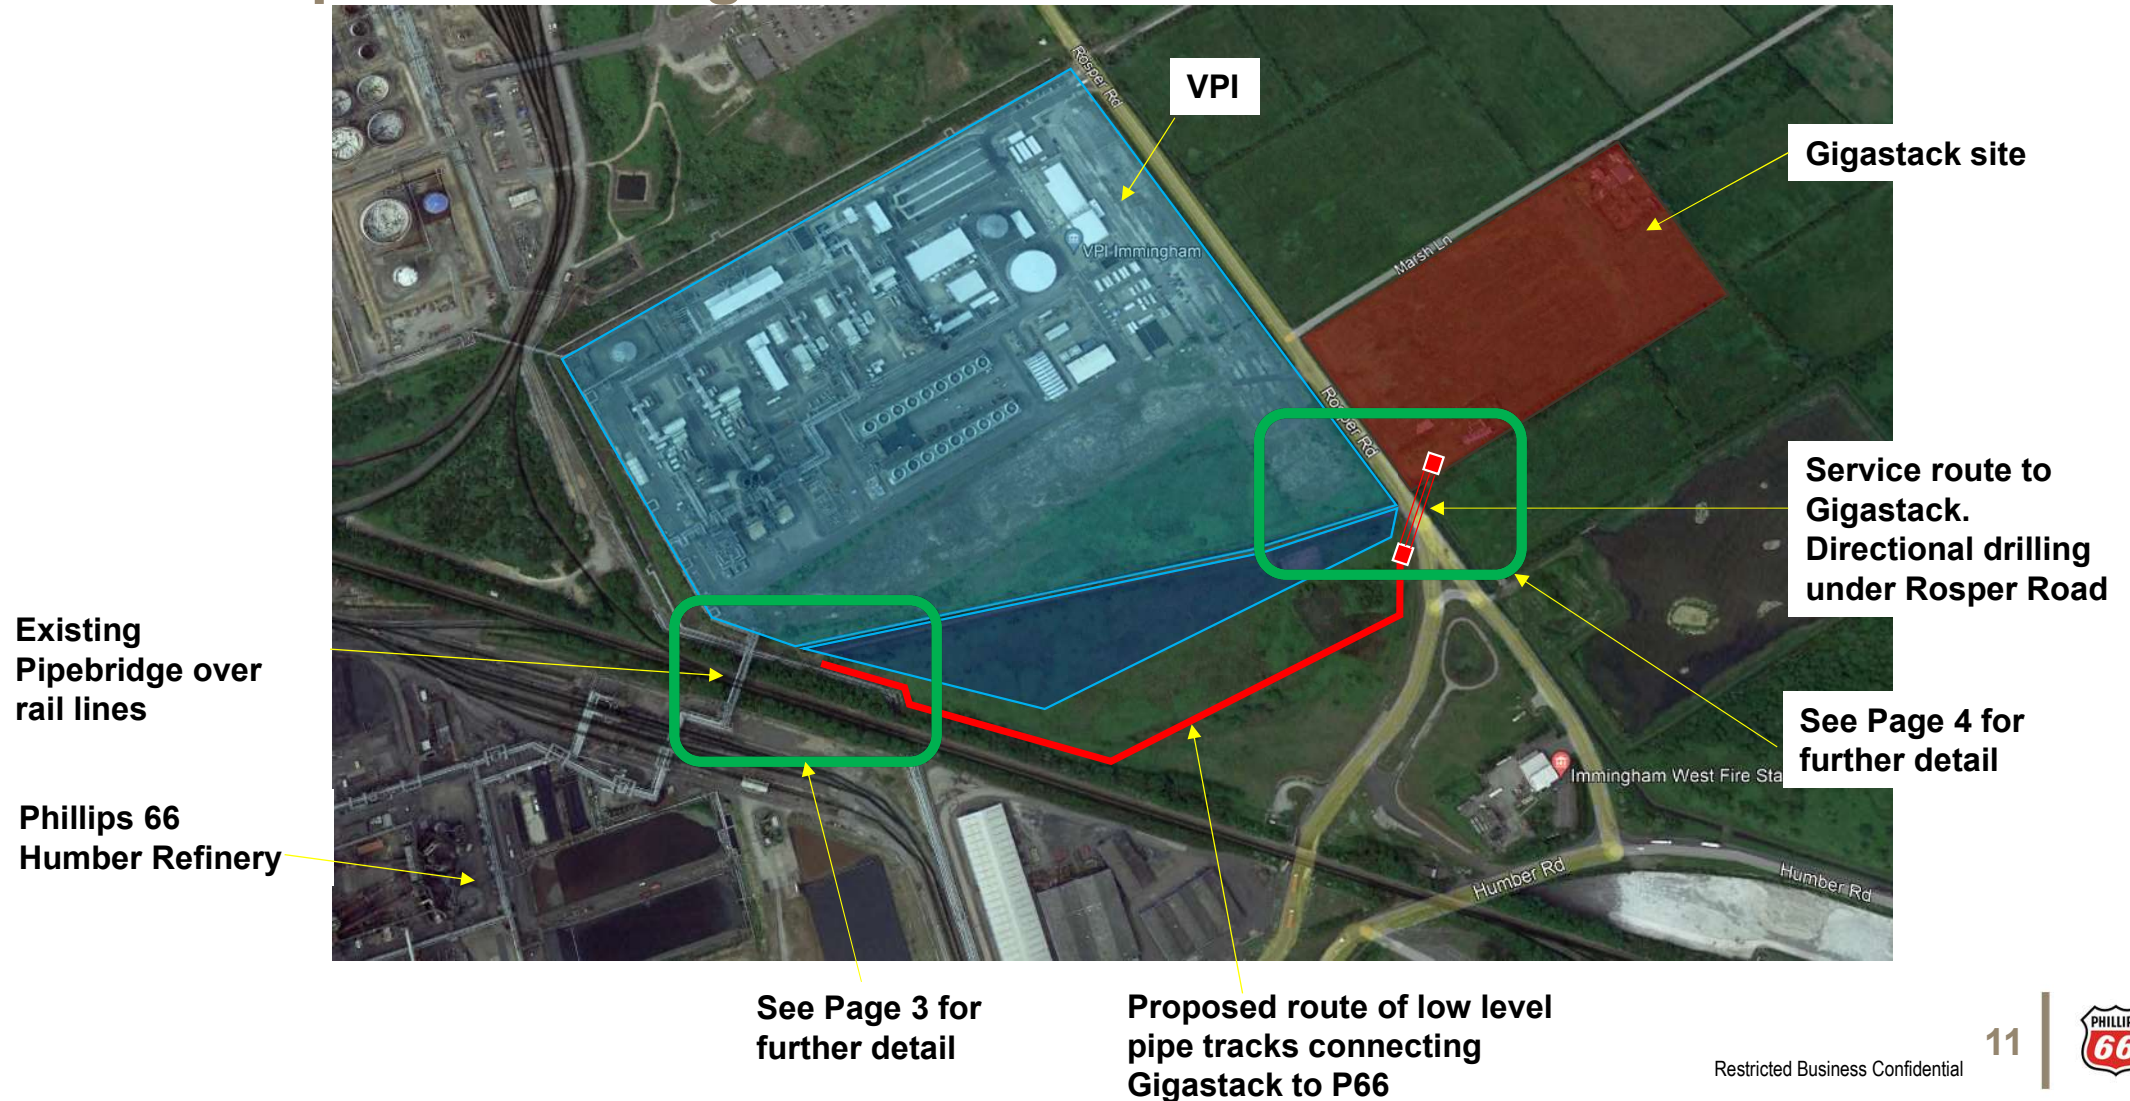 VPI
Gigastack site
Rosper Rd
VPI Immingham
Marsh Ln
Rosper Rd
Service route to
Gigastack.
Directional drilling
under Rosper Road
Existing
Pipebridge over
rail lines
See Page 4 for
further detail
Immingham West Fire Sta
Phillips 66
Humber Refinery
Humber Rd
Humber Rd
See Page 3 for
further detail
Proposed route of low level
pipe tracks connecting
Gigastack to P66
Restricted Business Confidential
11
66